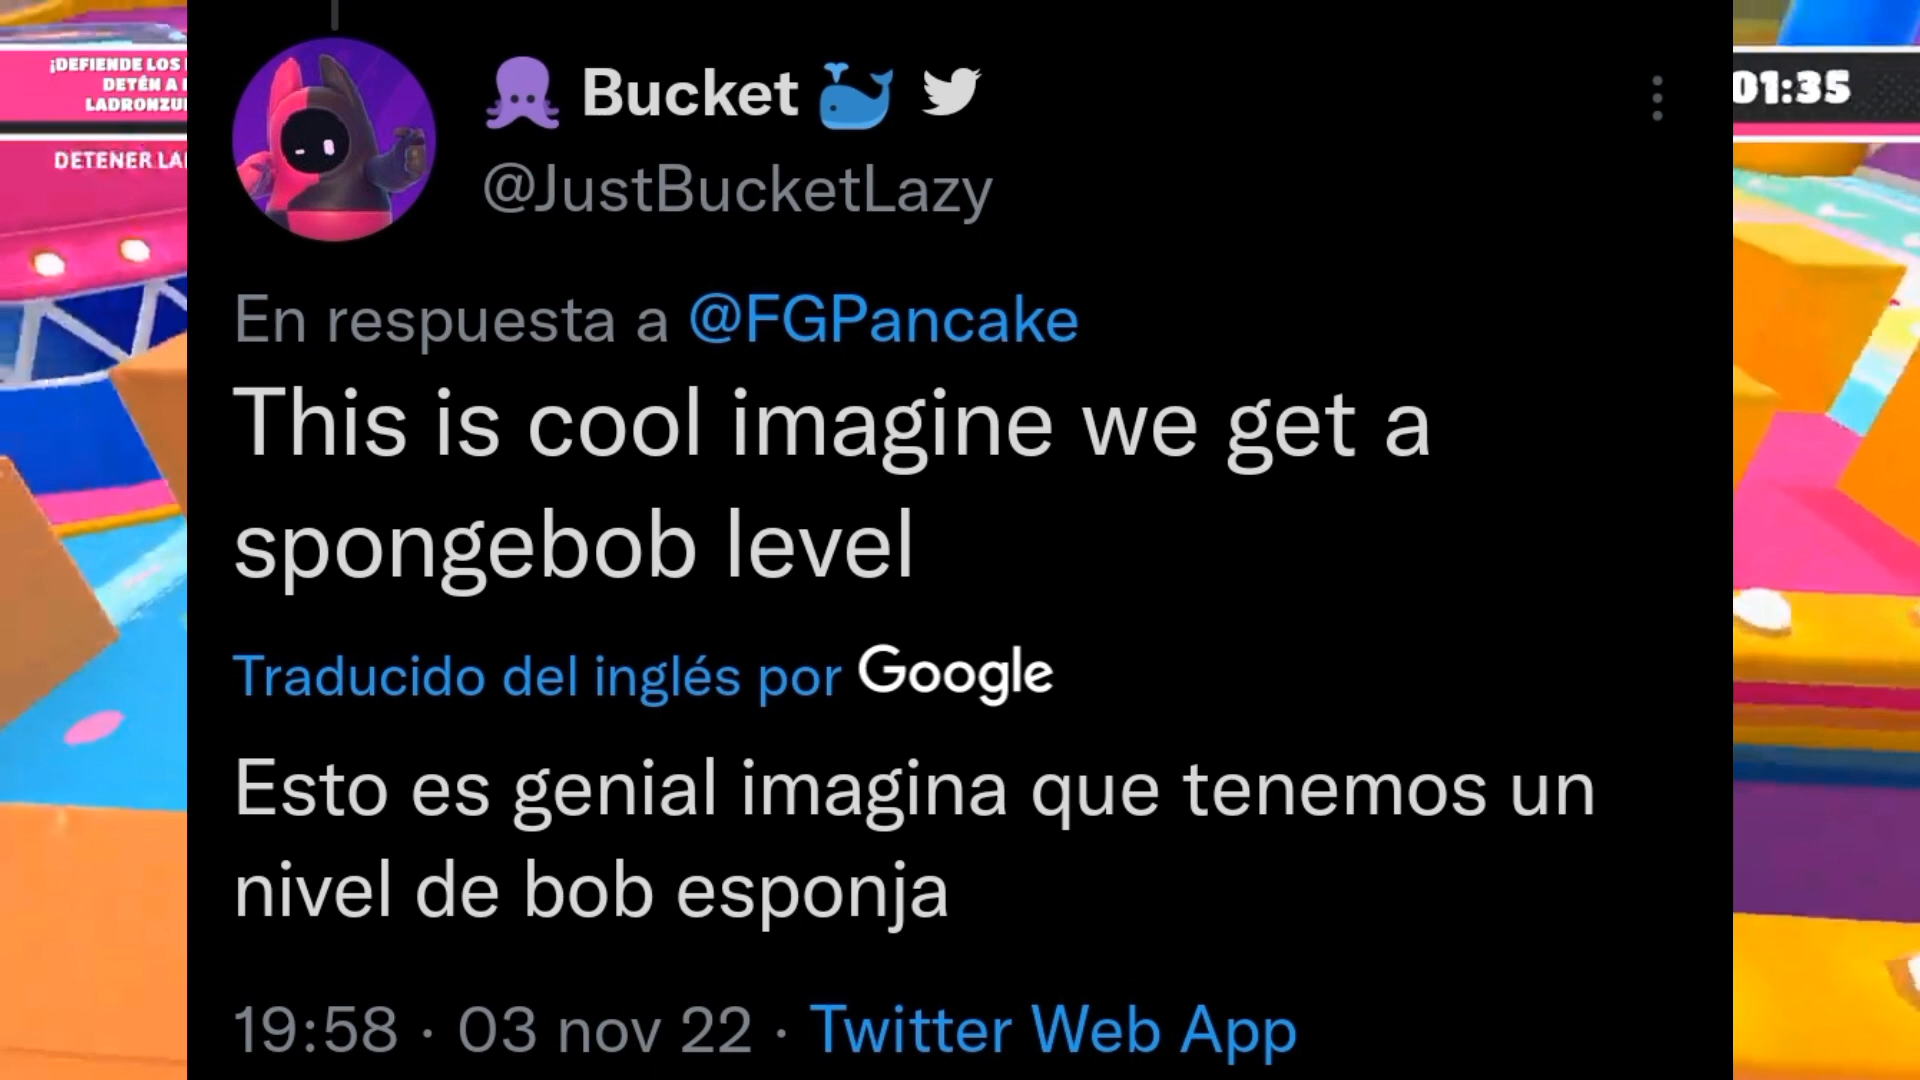 ¡DEFIENDE LOS
DETÉN A
LADRONZU
DETENER
01:35
Bucket
@JustBucketLazy
En respuesta a @FGPancake
This is cool imagine we get a
spongebob level
Traducido del inglés por Google
Esto es genial imagina que tenemos un
nivel de bob esponja
19:58 · 03 nov 22 · Twitter Web App